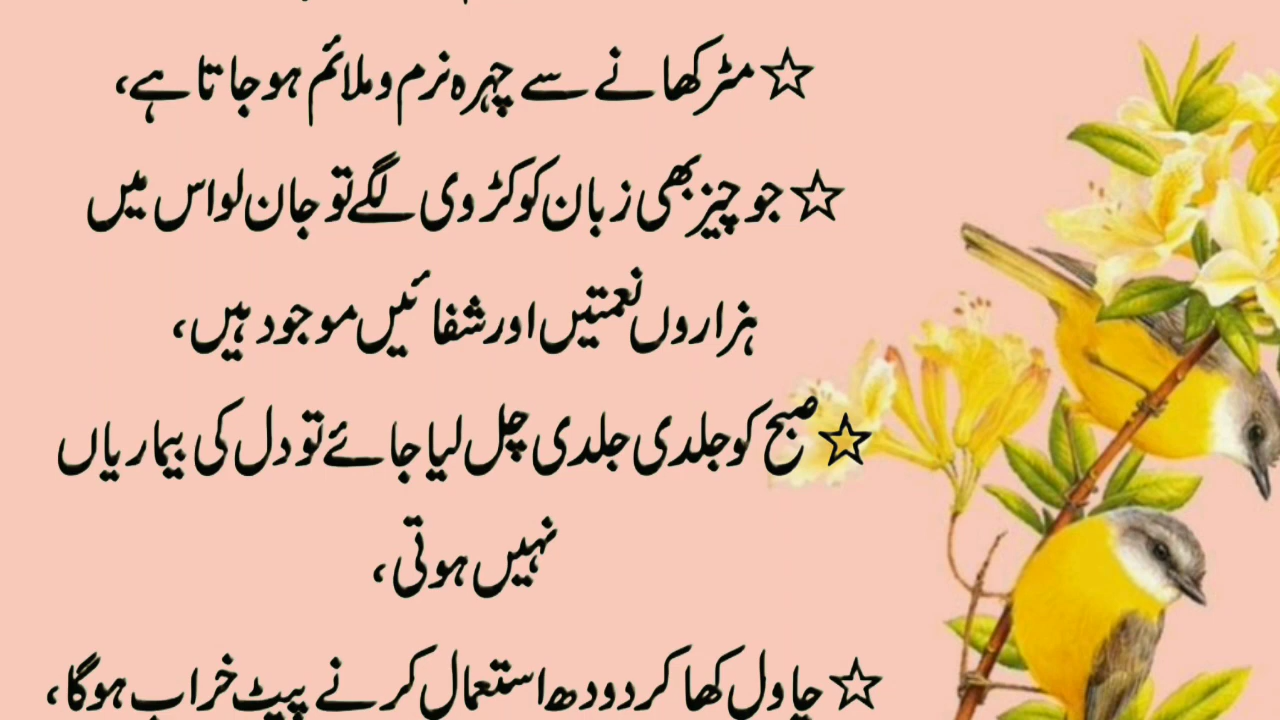 ☆ مٹر کھانے سے چہرہ نرم و ملائم ہو جاتا ہے،
☆ جو چیز بھی زبان کو کڑوی لگے تو جان لو اس میں
ہزاروں نعمتیں اور شفائیں موجود ہیں،
☆ صبح کو جلدی جلدی چل لیا جائے تو دل کی بیماریاں
نہیں ہوتی،
☆ چاول کھا کر دودھ استعمال کرنے پیٹ خراب ہوگا،